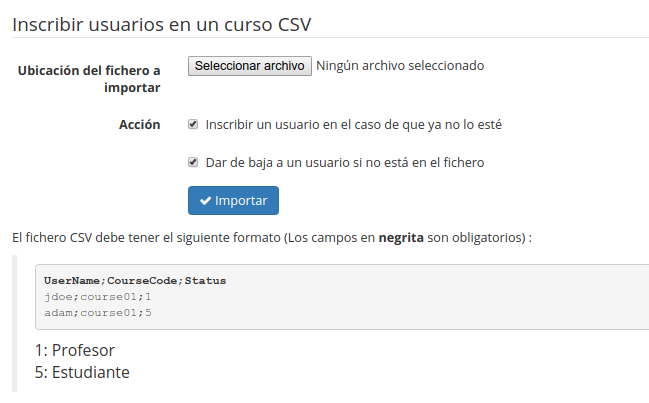 Inscribir usuarios en un curso CSV
Ubicación del fichero a importar
Seleccionar archivo Ningún archivo seleccionado
Acción
Inscribir un usuario en el caso de que ya no lo esté
Dar de baja a un usuario si no está en el fichero
Importar
El fichero CSV debe tener el siguiente formato (Los campos en negrita son obligatorios) :
UserName;CourseCode;Status
jdoe;course01;1
adam;course01;5
1: Profesor
5: Estudiante